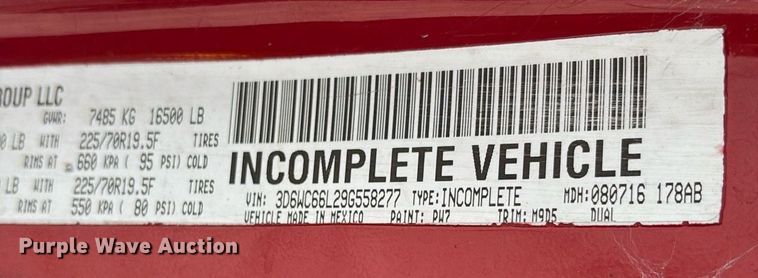 ROUP LLC
GVWR: 7485 KG 16500 LB
0 LB WITH 225/70R19.5F TIRES
RIMS AT 660 KPA ( 95 PSI) COLD
LB WITH 225/70R19.5F TIRES
RIMS AT 550 KPA ( 80 PSI) COLD
INCOMPLETE VEHICLE
VIN: 3D6WC66L29G558277 TYPE: INCOMPLETE MDH: 080716 178AB
VEHICLE MADE IN MEXICO PAINT: PW7 TRIM: M9D5 DUAL
Purple Wave Auction